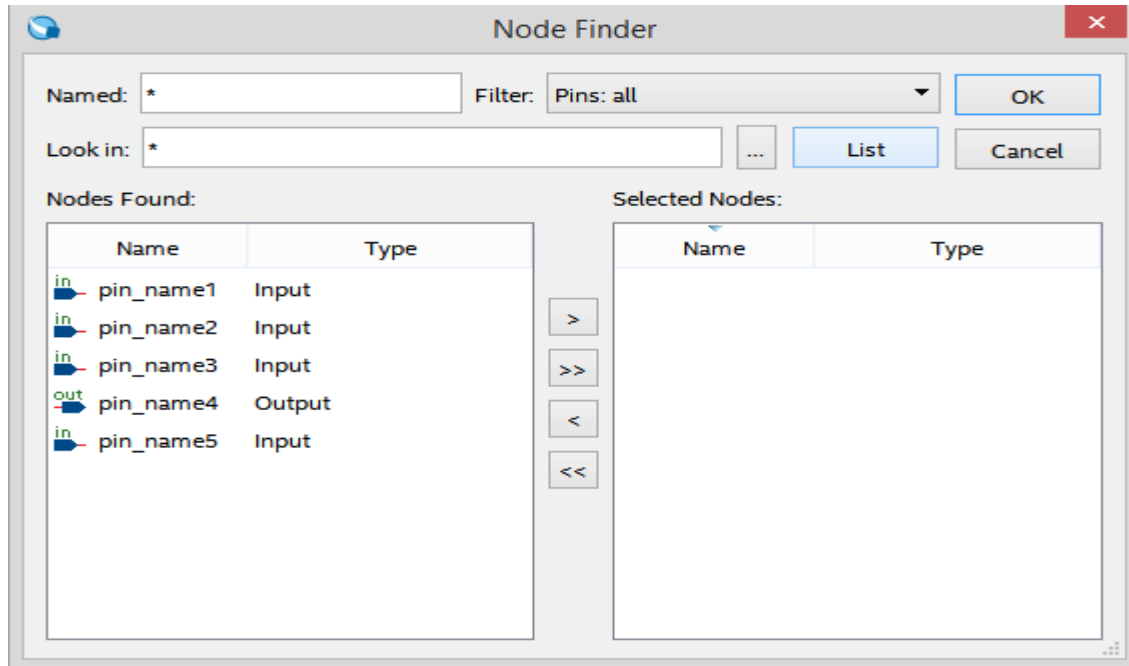 Node Finder
Named: * Filter: Pins: all OK
Look in: * ... List Cancel
Nodes Found: Selected Nodes:
Name Type Name Type
in pin_name1 Input
in pin_name2 Input
in pin_name3 Input
out pin_name4 Output
in pin_name5 Input
>
>>
<
<<